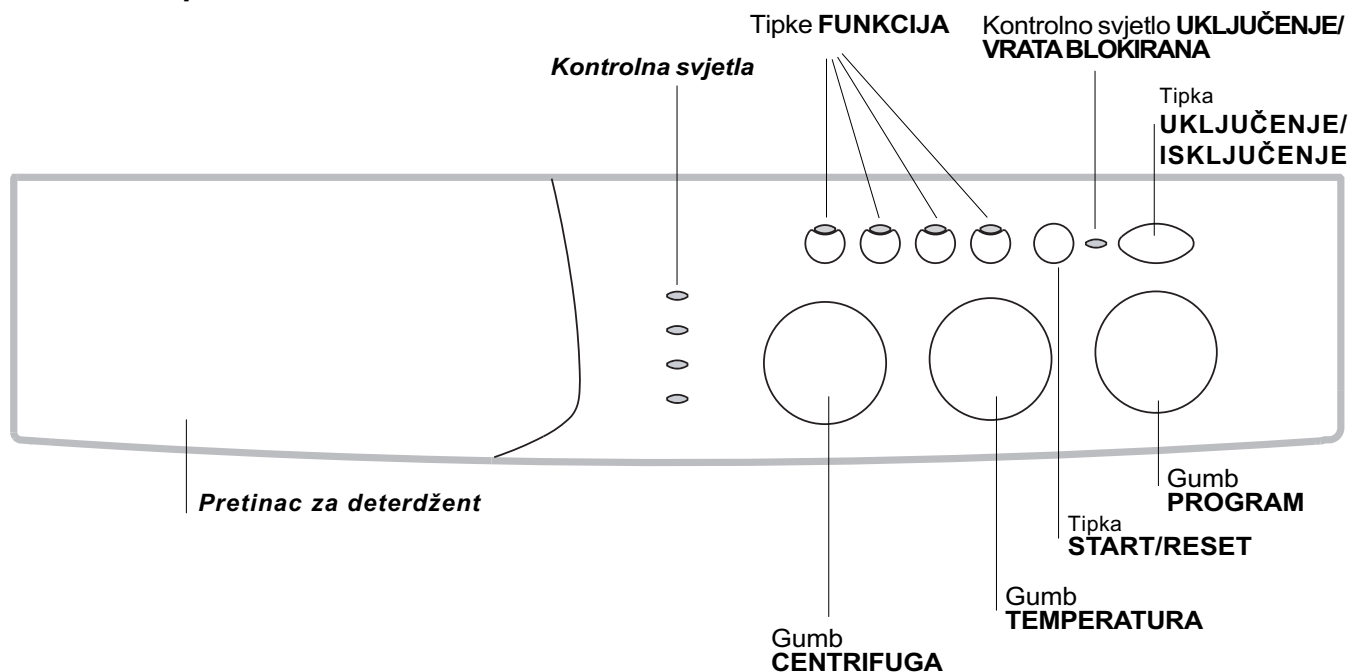 Tipke FUNKCIJA
Kontrolno svjetlo UKLJUČENJE/
VRATA BLOKIRANA
Kontrolna svjetla
Tipka
UKLJUČENJE/
ISKLJUČENJE
Pretinac za deterdžent
Gumb
PROGRAM
Tipka
START/RESET
Gumb
TEMPERATURA
Gumb
CENTRIFUGA